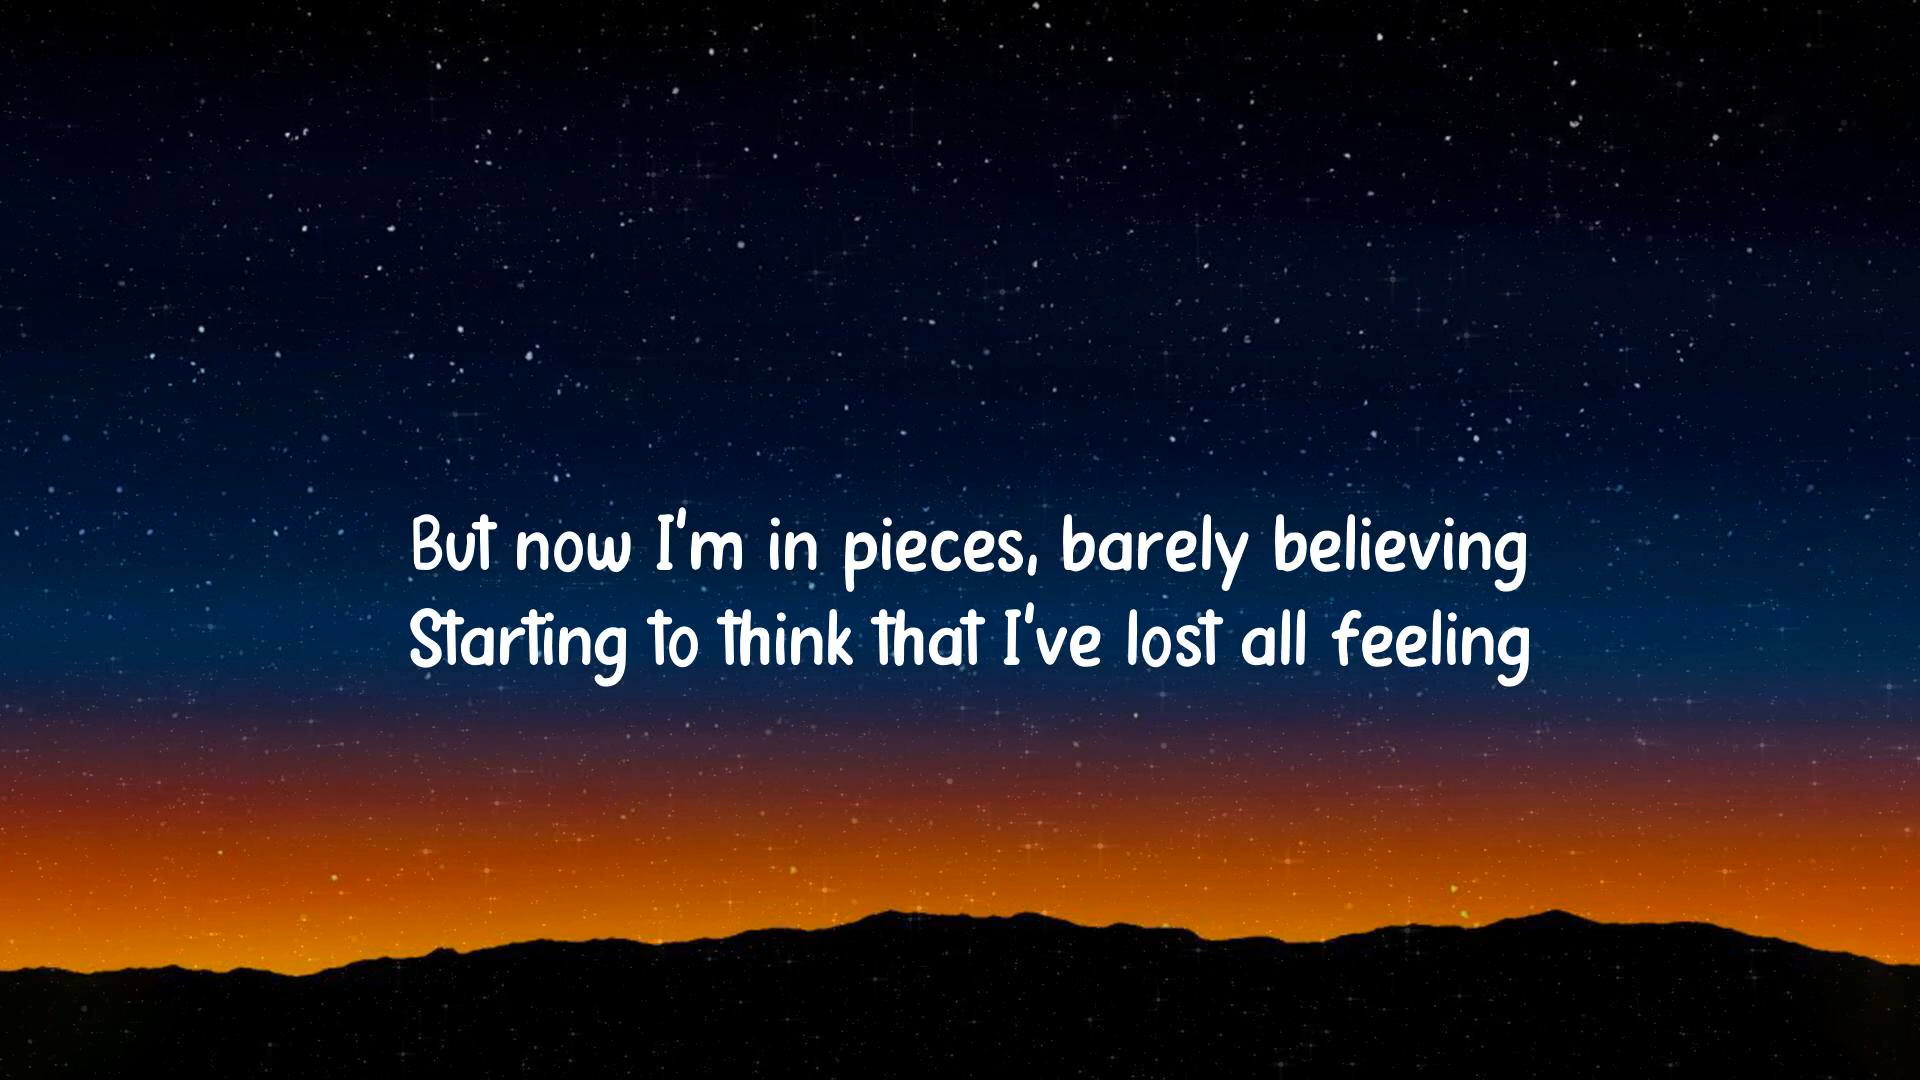 But now I'm in pieces, barely believing
Starting to think that I've lost all feeling